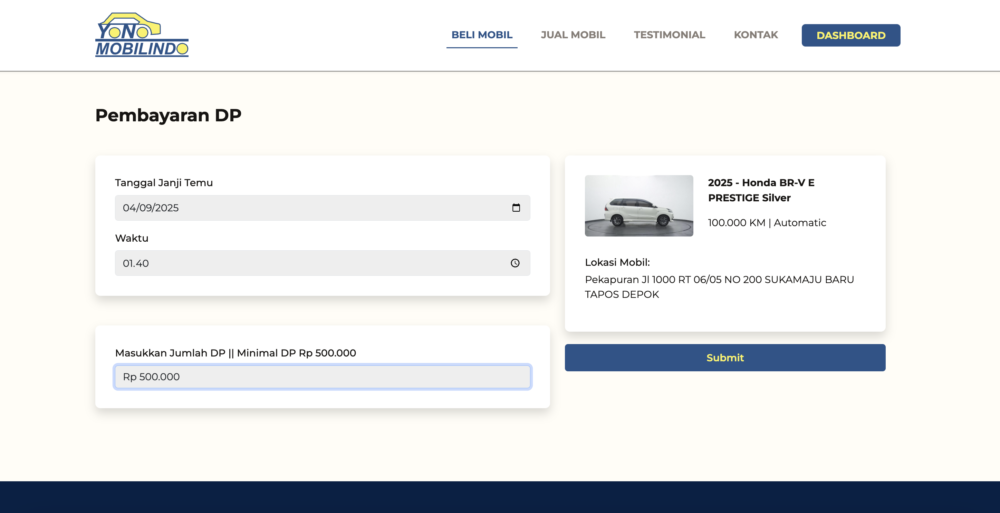 YONO
MOBILINDO
BELI MOBIL
JUAL MOBIL
TESTIMONIAL
KONTAK
DASHBOARD
Pembayaran DP
Tanggal Janji Temu
04/09/2025
Waktu
01.40
Masukkan Jumlah DP || Minimal DP Rp 500.000
Rp 500.000
2025 - Honda BR-V E
PRESTIGE Silver
100.000 KM | Automatic
Lokasi Mobil:
Pekapuran Jl 1000 RT 06/05 NO 200 SUKAMAJU BARU
TAPOS DEPOK
Submit